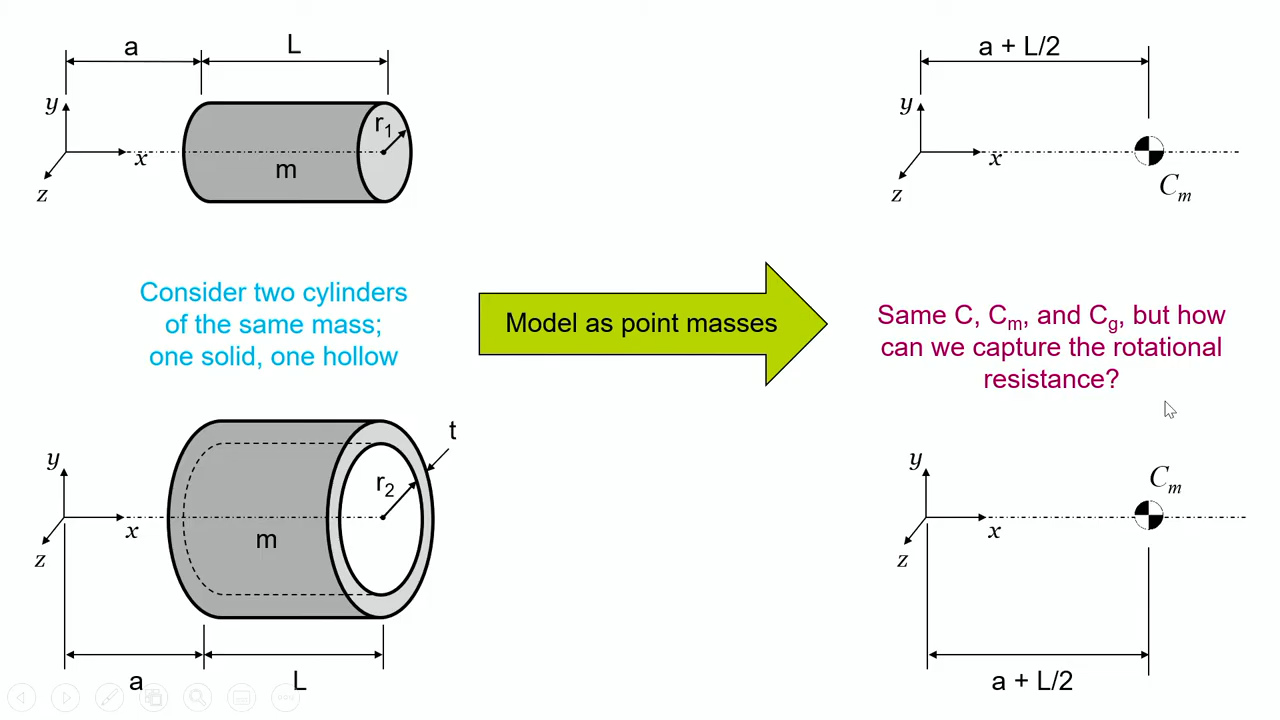 a
L
a + L/2
y
r1
m
x
z
y
x
z
Cm
Consider two cylinders
of the same mass;
one solid, one hollow
Model as point masses
Same C, Cm, and Cg, but how
can we capture the rotational
resistance?
t
y
r2
m
x
z
a
L
y
Cm
x
z
a + L/2